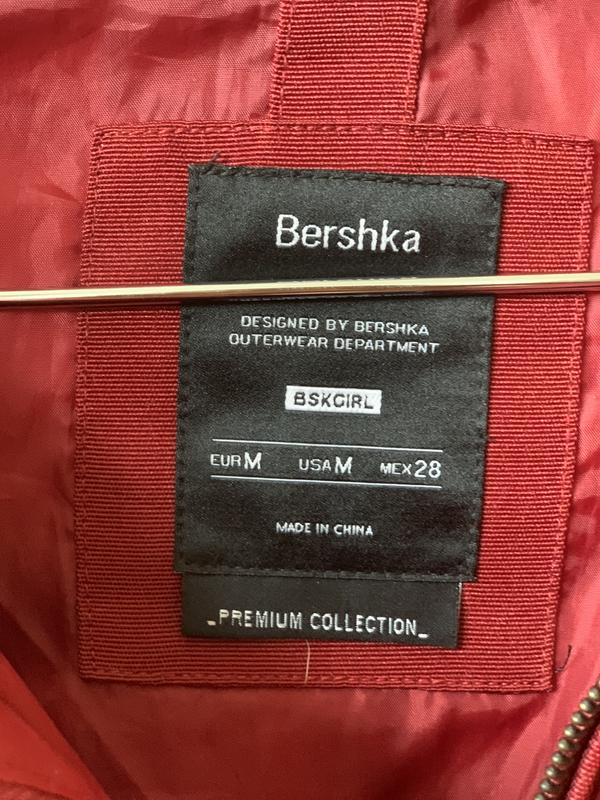 Bershka
DESIGNED BY BERSHKA
OUTERWEAR DEPARTMENT
BSKGIRL
EUR M USA M MEX 28
MADE IN CHINA
_PREMIUM COLLECTION_